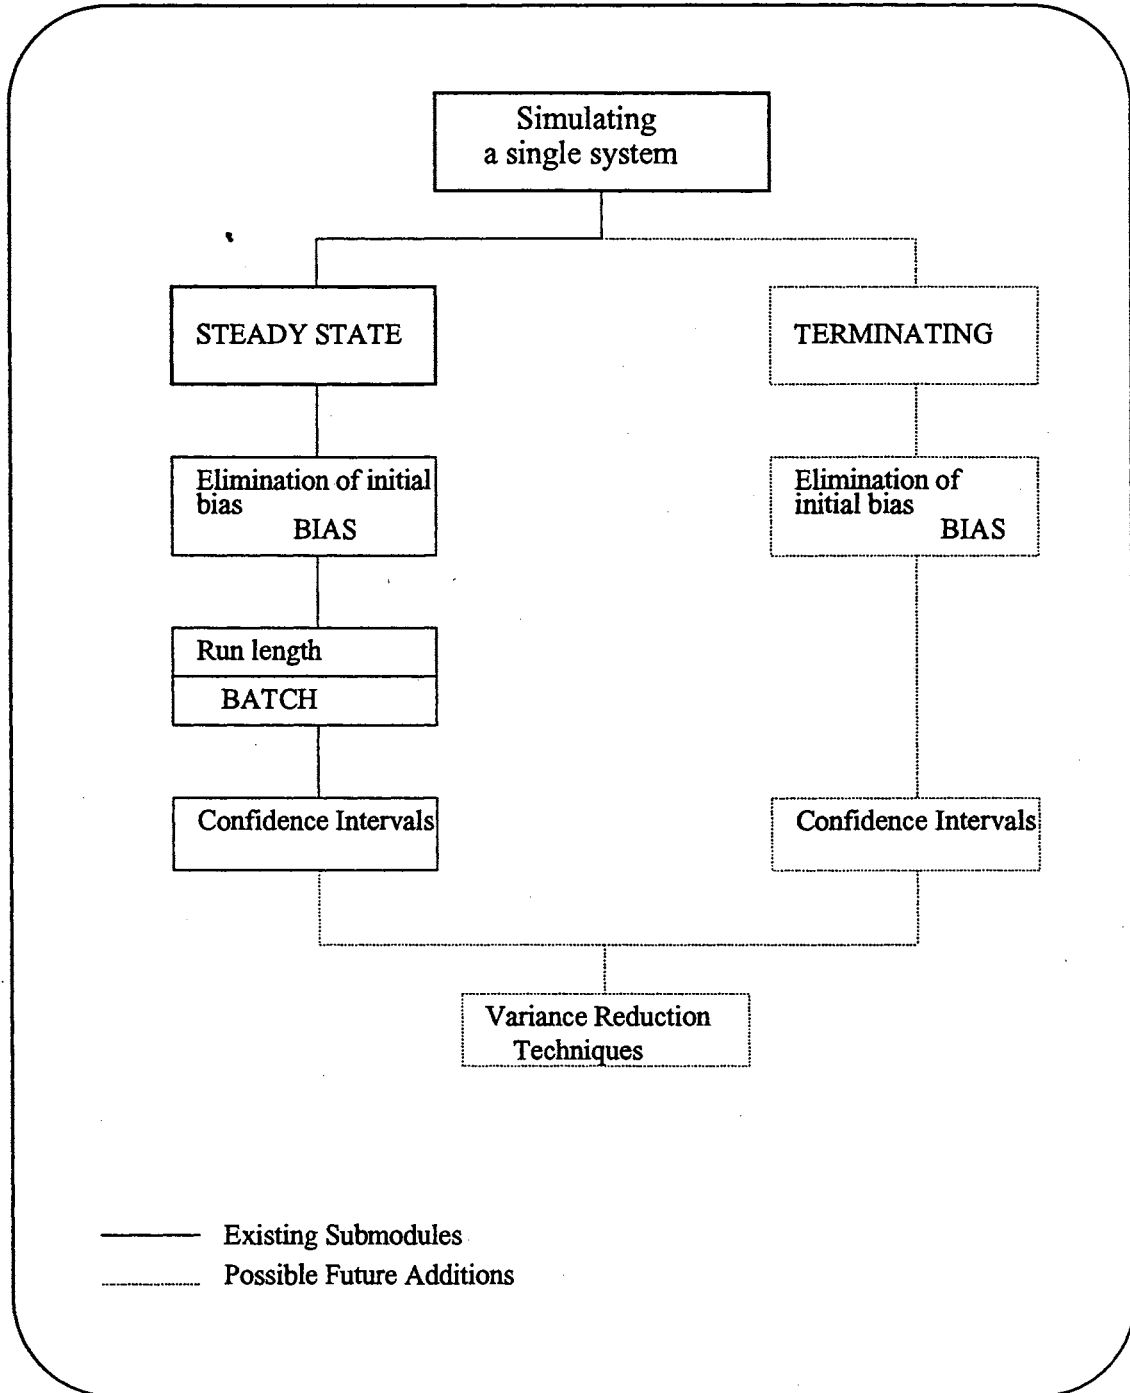 Simulating
a single system
STEADY STATE
TERMINATING
Elimination of initial
bias
BIAS
Elimination of
initial bias
BIAS
Run length
BATCH
Confidence Intervals
Confidence Intervals
Variance Reduction
Techniques
Existing Submodules
Possible Future Additions